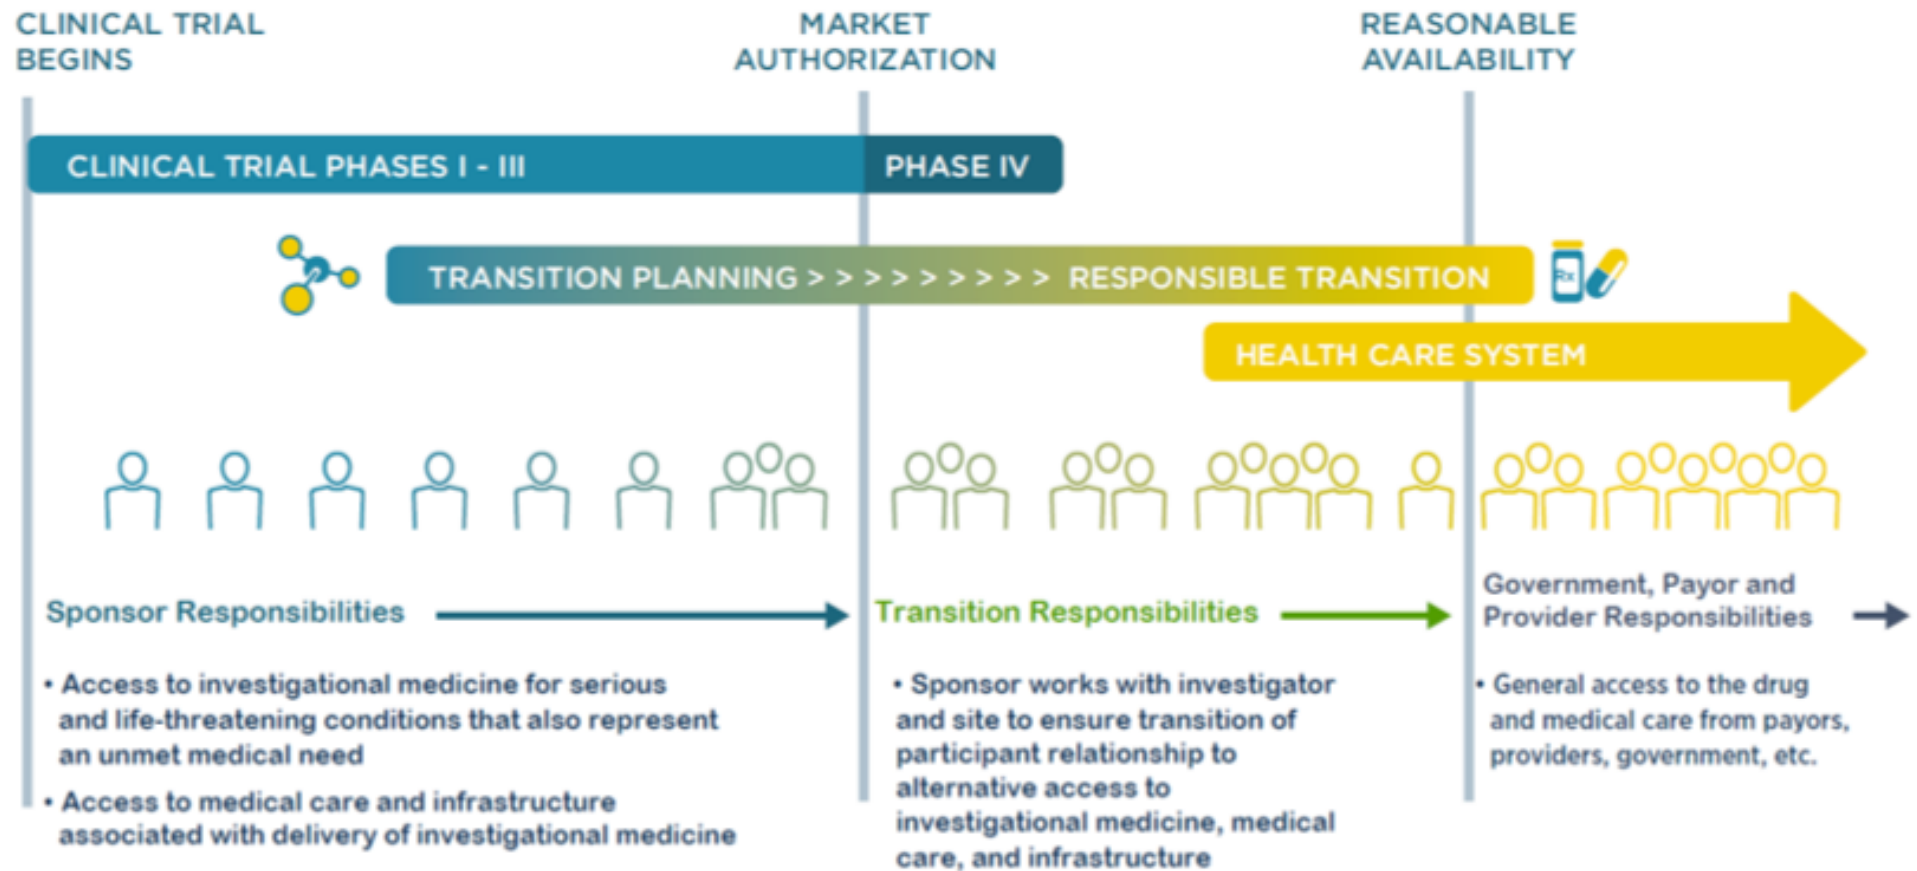 CLINICAL TRIAL
BEGINS
MARKET
AUTHORIZATION
REASONABLE
AVAILABILITY
CLINICAL TRIAL PHASES I - III
PHASE IV
TRANSITION PLANNING > > > > > > > > > RESPONSIBLE TRANSITION
Rx
HEALTH CARE SYSTEM
Sponsor Responsibilities
• Access to investigational medicine for serious
and life-threatening conditions that also represent
an unmet medical need
• Access to medical care and infrastructure
associated with delivery of investigational medicine
Transition Responsibilities
• Sponsor works with investigator
and site to ensure transition of
participant relationship to
alternative access to
investigational medicine, medical
care, and infrastructure
Government, Payor and
Provider Responsibilities
• General access to the drug
and medical care from payors,
providers, government, etc.